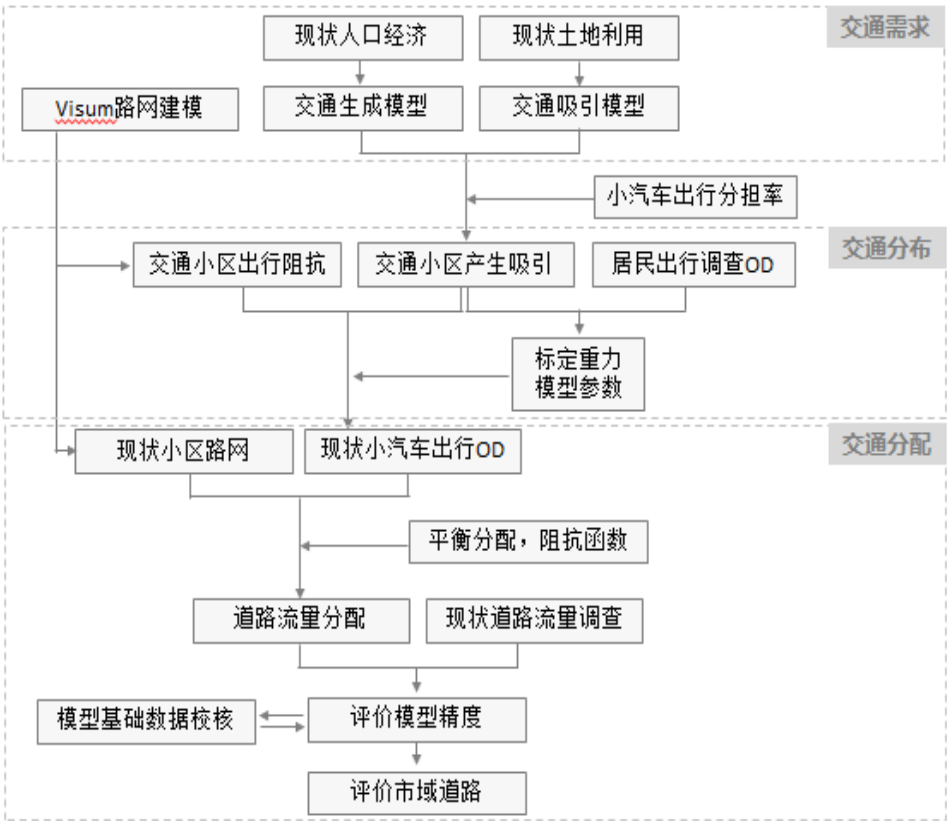 交通需求
现状人口经济
现状土地利用
Visum路网建模
交通生成模型
交通吸引模型
小汽车出行分担率
交通分布
交通小区出行阻抗
交通小区产生吸引
居民出行调查OD
标定重力
模型参数
交通分配
现状小区路网
现状小汽车出行OD
平衡分配，阻抗函数
道路流量分配
现状道路流量调查
模型基础数据校核
评价模型精度
评价市域道路